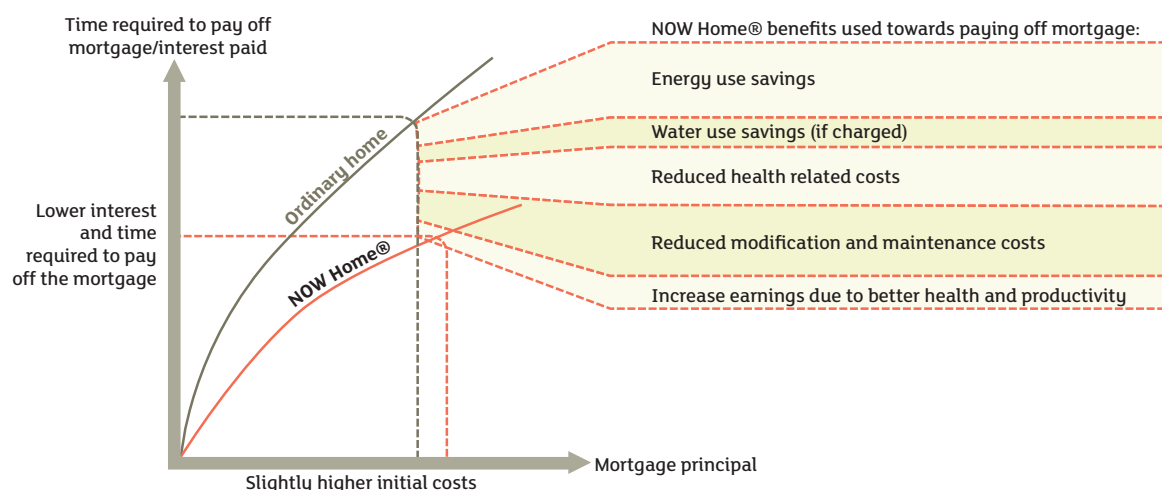 Time required to pay off
mortgage/interest paid
NOW Home® benefits used towards paying off mortgage:
Energy use savings
Water use savings (if charged)
Ordinary home
Reduced health related costs
Lower interest
and time
required to pay
off the mortgage
Reduced modification and maintenance costs
NOW Home®
Increase earnings due to better health and productivity
Mortgage principal
Slightly higher initial costs